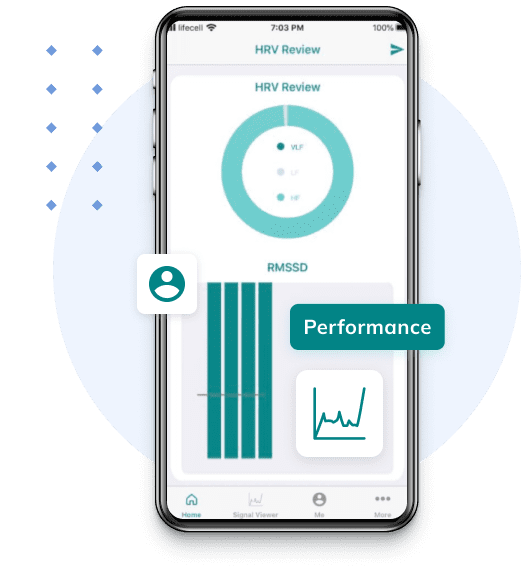 lifecell 7:03 PM 100%
HRV Review
HRV Review
VLF
LF
HF
RMSSD
Performance
Home Signal Viewer Me More